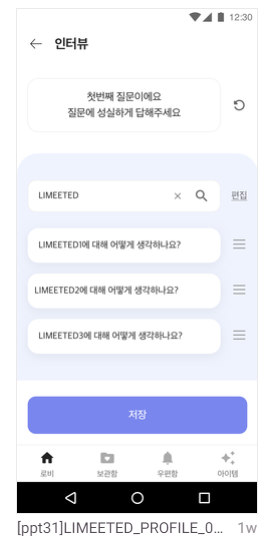 12:30
인터뷰
첫번째 질문이에요
질문에 성실하게 답해주세요
LIMEETED
편집
LIMEETED1에 대해 어떻게 생각하나요?
LIMEETED2에 대해 어떻게 생각하나요?
LIMEETED3에 대해 어떻게 생각하나요?
저장
로비 보관함 우편함 아이템
[ppt31]LIMEETED_PROFILE_0... 1w